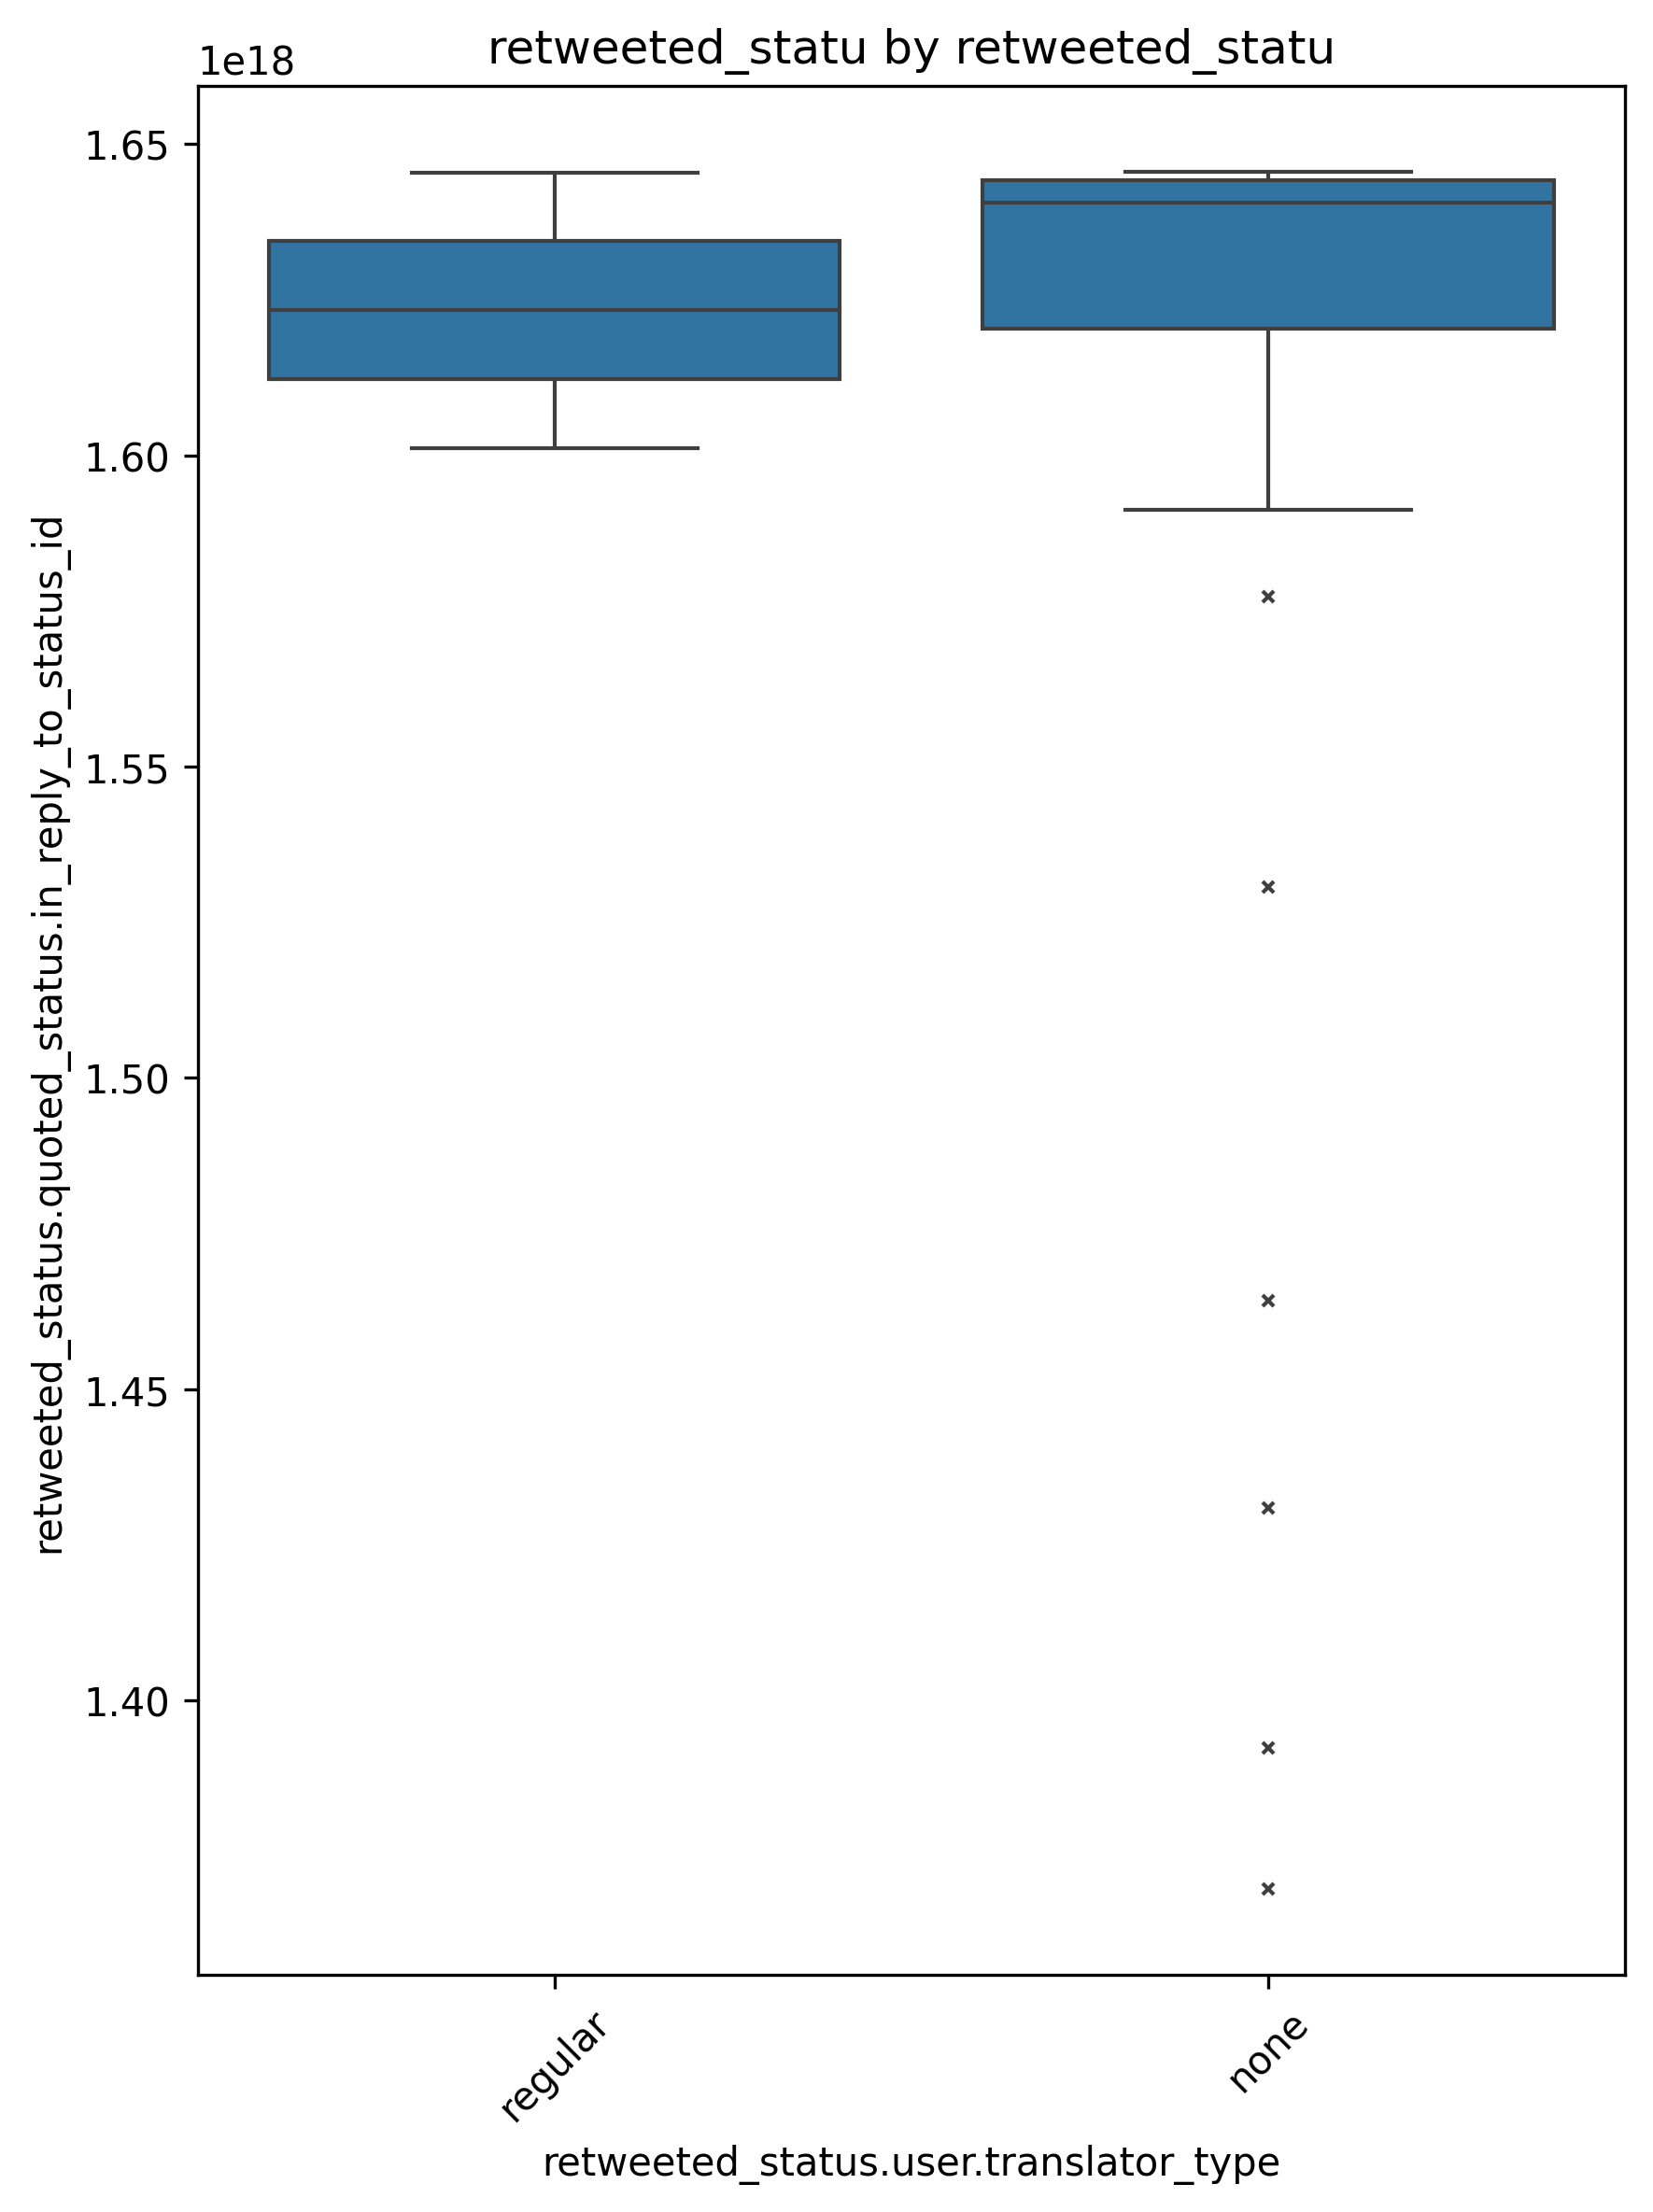 retweeted_statu by retweeted_statu
1e18
1.65
1.60
1.55
1.50
1.45
1.40
retweeted_status.quoted_status.in_reply_to_status_id
regular
none
retweeted_status.user.translator_type